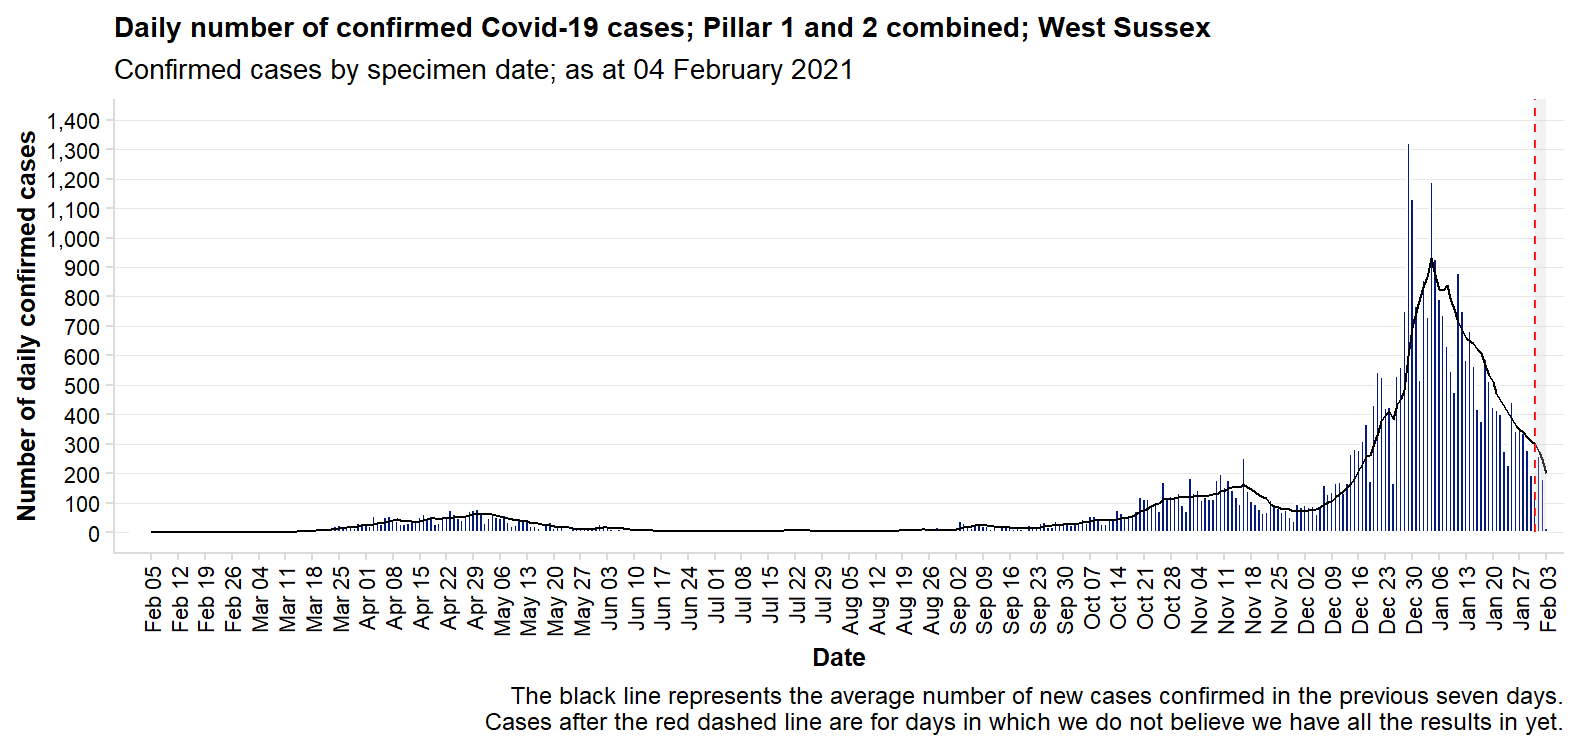 Daily number of confirmed Covid-19 cases; Pillar 1 and 2 combined; West Sussex
Confirmed cases by specimen date; as at 04 February 2021
Number of daily confirmed cases
1,400
1,300
1,200
1,100
1,000
900
800
700
600
500
400
300
200
100
0
Feb 05
Feb 12
Feb 19
Feb 26
Mar 04
Mar 11
Mar 18
Mar 25
Apr 01
Apr 08
Apr 15
Apr 22
Apr 29
May 06
May 13
May 20
May 27
Jun 03
Jun 10
Jun 17
Jun 24
Jul 01
Jul 08
Jul 15
Jul 22
Jul 29
Aug 05
Aug 12
Aug 19
Aug 26
Sep 02
Sep 09
Sep 16
Sep 23
Sep 30
Oct 07
Oct 14
Oct 21
Oct 28
Nov 04
Nov 11
Nov 18
Nov 25
Dec 02
Dec 09
Dec 16
Dec 23
Dec 30
Jan 06
Jan 13
Jan 20
Jan 27
Feb 03
Date
The black line represents the average number of new cases confirmed in the previous seven days.
Cases after the red dashed line are for days in which we do not believe we have all the results in yet.